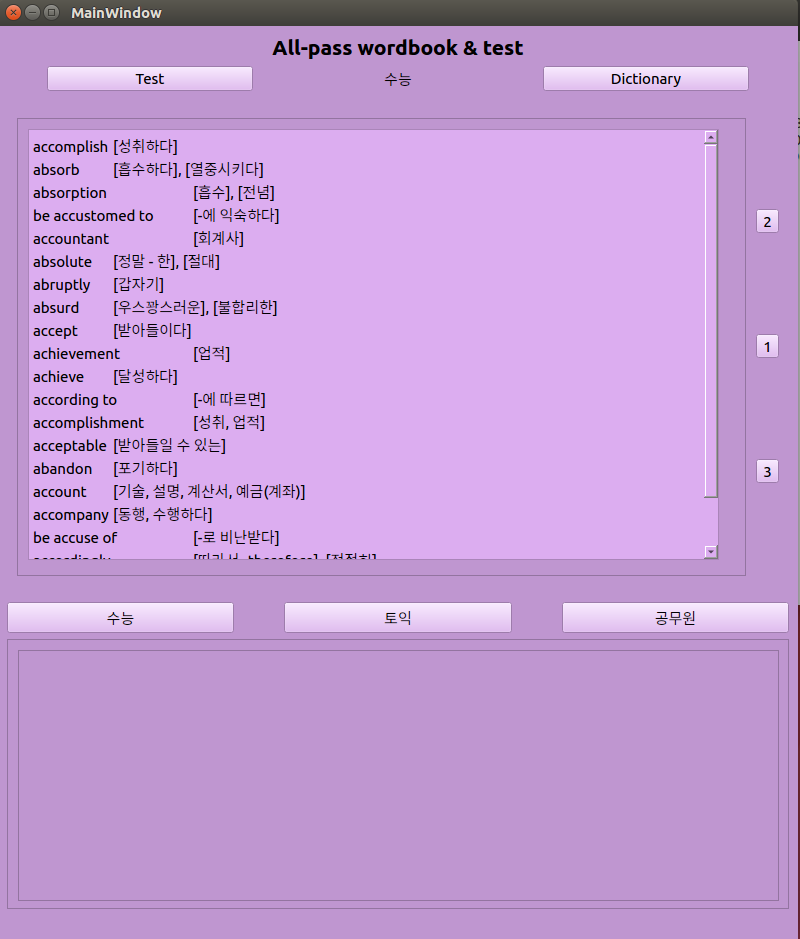 MainWindow
All-pass wordbook & test
Test 수능 Dictionary
accomplish [성취하다]
absorb [흡수하다], [열중시키다]
absorption [흡수], [전념]
be accustomed to [-에 익숙하다]
accountant [회계사]
absolute [정말 - 한], [절대]
abruptly [갑자기]
absurd [우스꽝스러운], [불합리한]
accept [받아들이다]
achievement [업적]
achieve [달성하다]
according to [-에 따르면]
accomplishment [성취, 업적]
acceptable [받아들일 수 있는]
abandon [포기하다]
account [기술, 설명, 계산서, 예금(계좌)]
accompany [동행, 수행하다]
be accuse of [-로 비난받다]
2
1
3
수능 토익 공무원